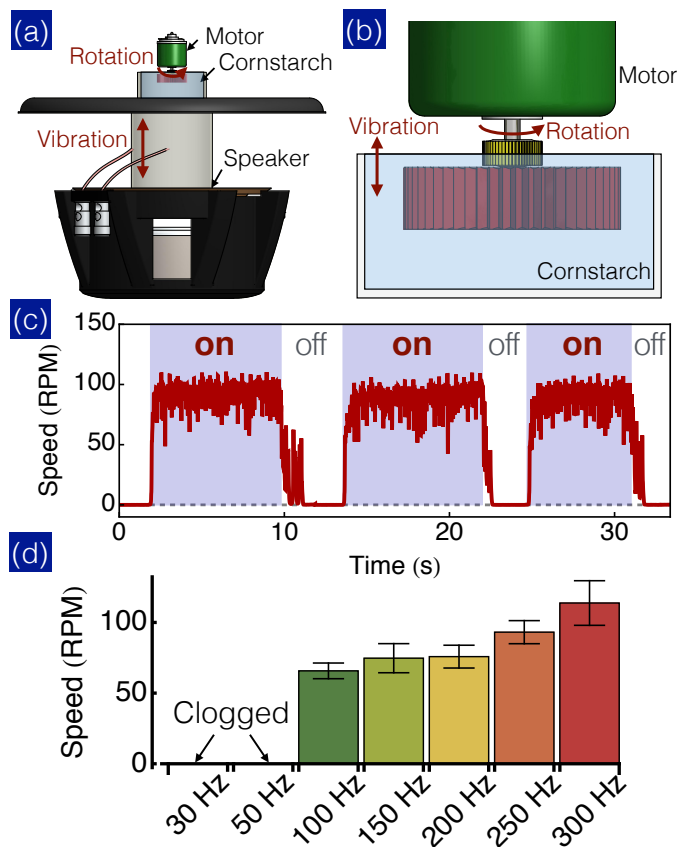 (a)
Motor
Rotation
Cornstarch
Vibration
Speaker
(b)
Motor
Vibration
Rotation
Cornstarch
(c)
150
100
50
0
Speed (RPM)
on off on off on off
0 10 20 30
Time (s)
(d)
100
50
0
Speed (RPM)
Clogged
30 Hz 50 Hz 100 Hz 150 Hz 200 Hz 250 Hz 300 Hz